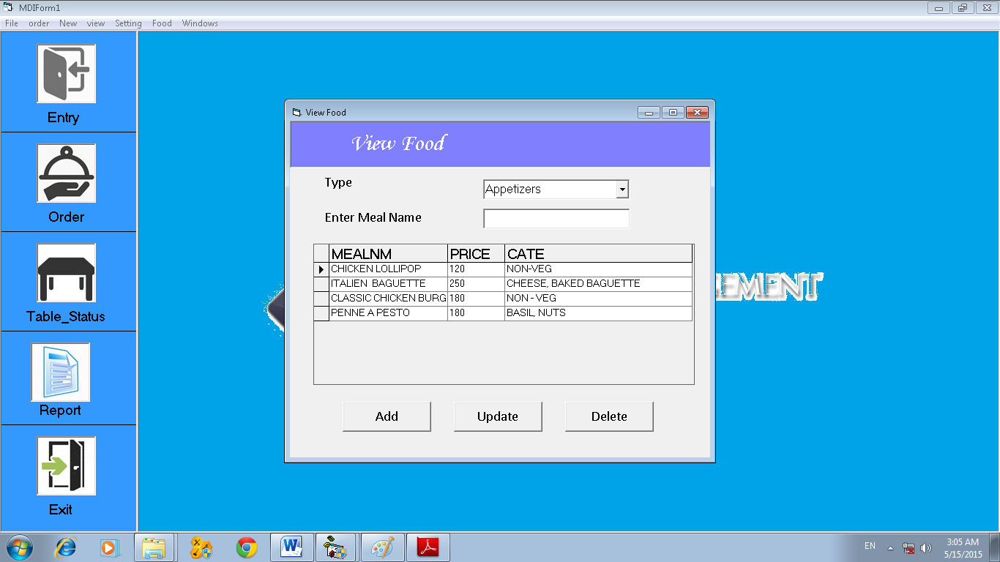 MDIForm1
File order New view Setting Food Windows
Entry
Order
Table_Status
Report
Exit
View Food
View Food
Type
Appetizers
Enter Meal Name
MEALNM PRICE CATE
CHICKEN LOLLIPOP 120 NON-VEG
ITALIEN BAGUETTE 250 CHEESE, BAKED BAGUETTE
CLASSIC CHICKEN BURG 180 NON - VEG
PENNE A PESTO 180 BASIL, NUTS
Add Update Delete
EMENT
EN
3:05 AM
5/15/2015